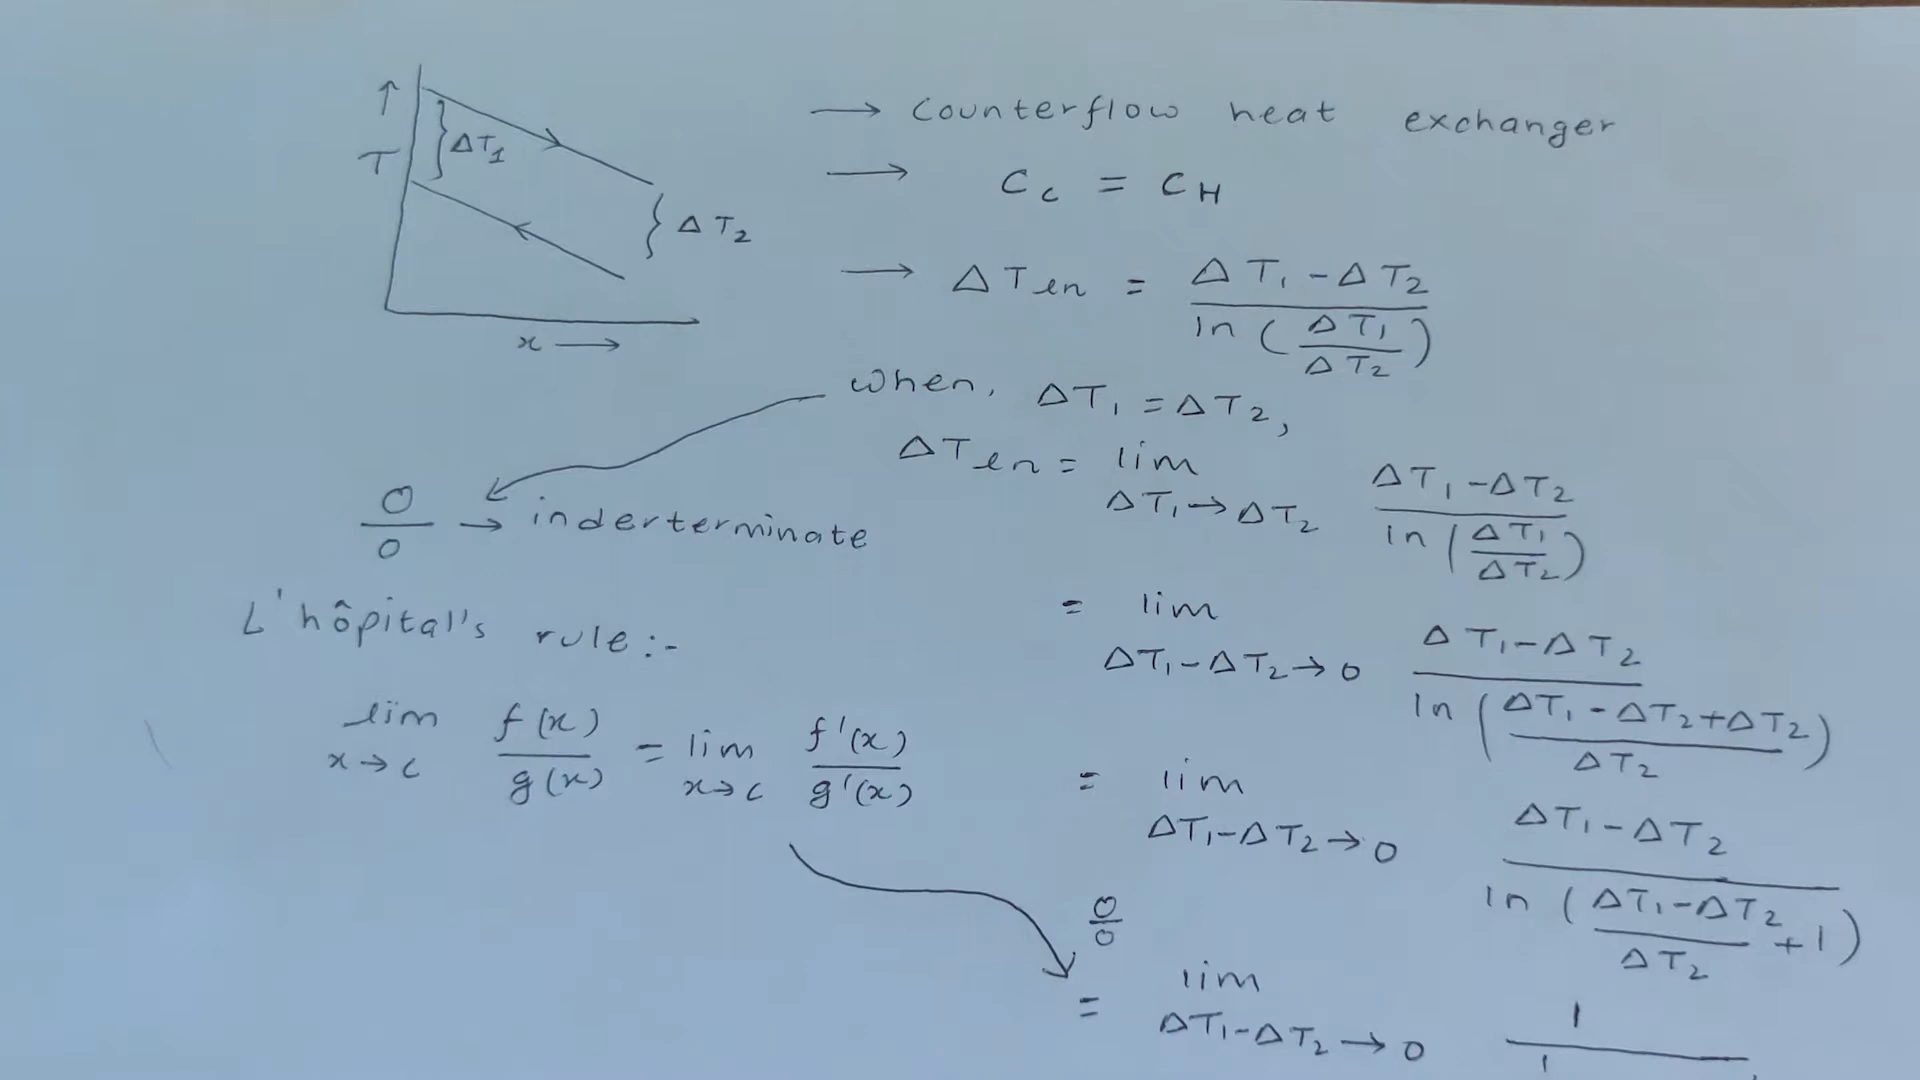 ↑
T
ΔT1
ΔT2
x →
→ Counterflow heat exchanger
→ Cc = CH
→ ΔTln = (ΔT1 - ΔT2) / ln(ΔT1/ΔT2)
when, ΔT1 = ΔT2,
0/0 → inderterminate
ΔTln = lim ΔT1→ΔT2 (ΔT1-ΔT2) / ln(ΔT1/ΔT2)
= lim ΔT1-ΔT2→0 (ΔT1-ΔT2) / ln((ΔT1-ΔT2+ΔT2)/ΔT2)
= lim ΔT1-ΔT2→0 (ΔT1-ΔT2) / ln((ΔT1-ΔT2)/ΔT2 + 1)
0/0
= lim ΔT1-ΔT2→0 1/1
L'hôpital's rule:-
lim x→c f(x)/g(x) = lim x→c f'(x)/g'(x)